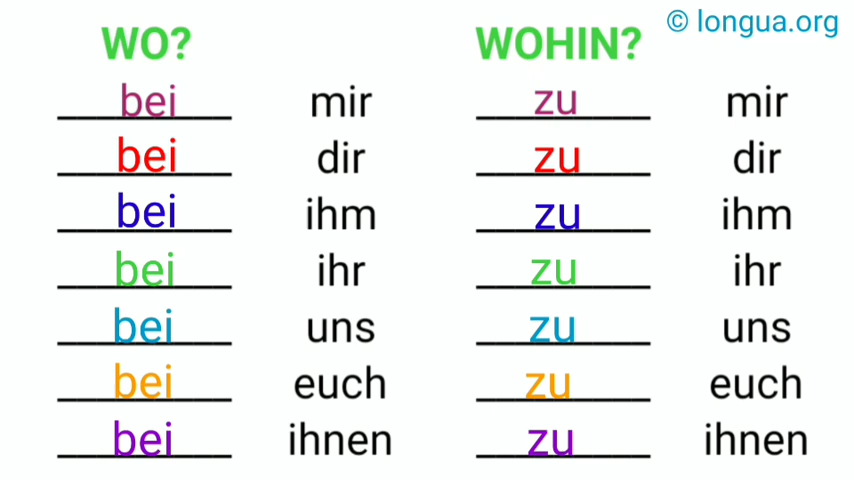 © longua.org
WO? WOHIN?
bei mir zu mir
bei dir zu dir
bei ihm zu ihm
bei ihr zu ihr
bei uns zu uns
bei euch zu euch
bei ihnen zu ihnen